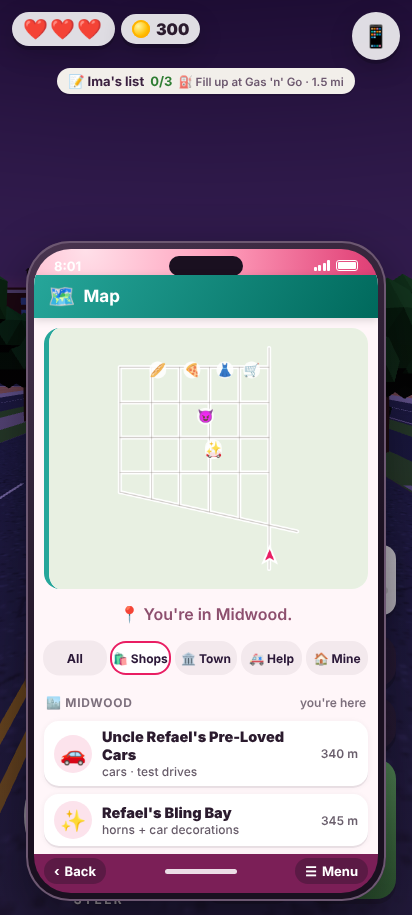 300
Ima's list 0/3 Fill up at Gas 'n' Go · 1.5 mi
8:01
Map
You're in Midwood.
All
Shops
Town
Help
Mine
MIDWOOD
you're here
Uncle Refael's Pre-Loved
Cars
cars · test drives
340 m
Refael's Bling Bay
horns + car decorations
345 m
‹ Back
☰ Menu
STEER